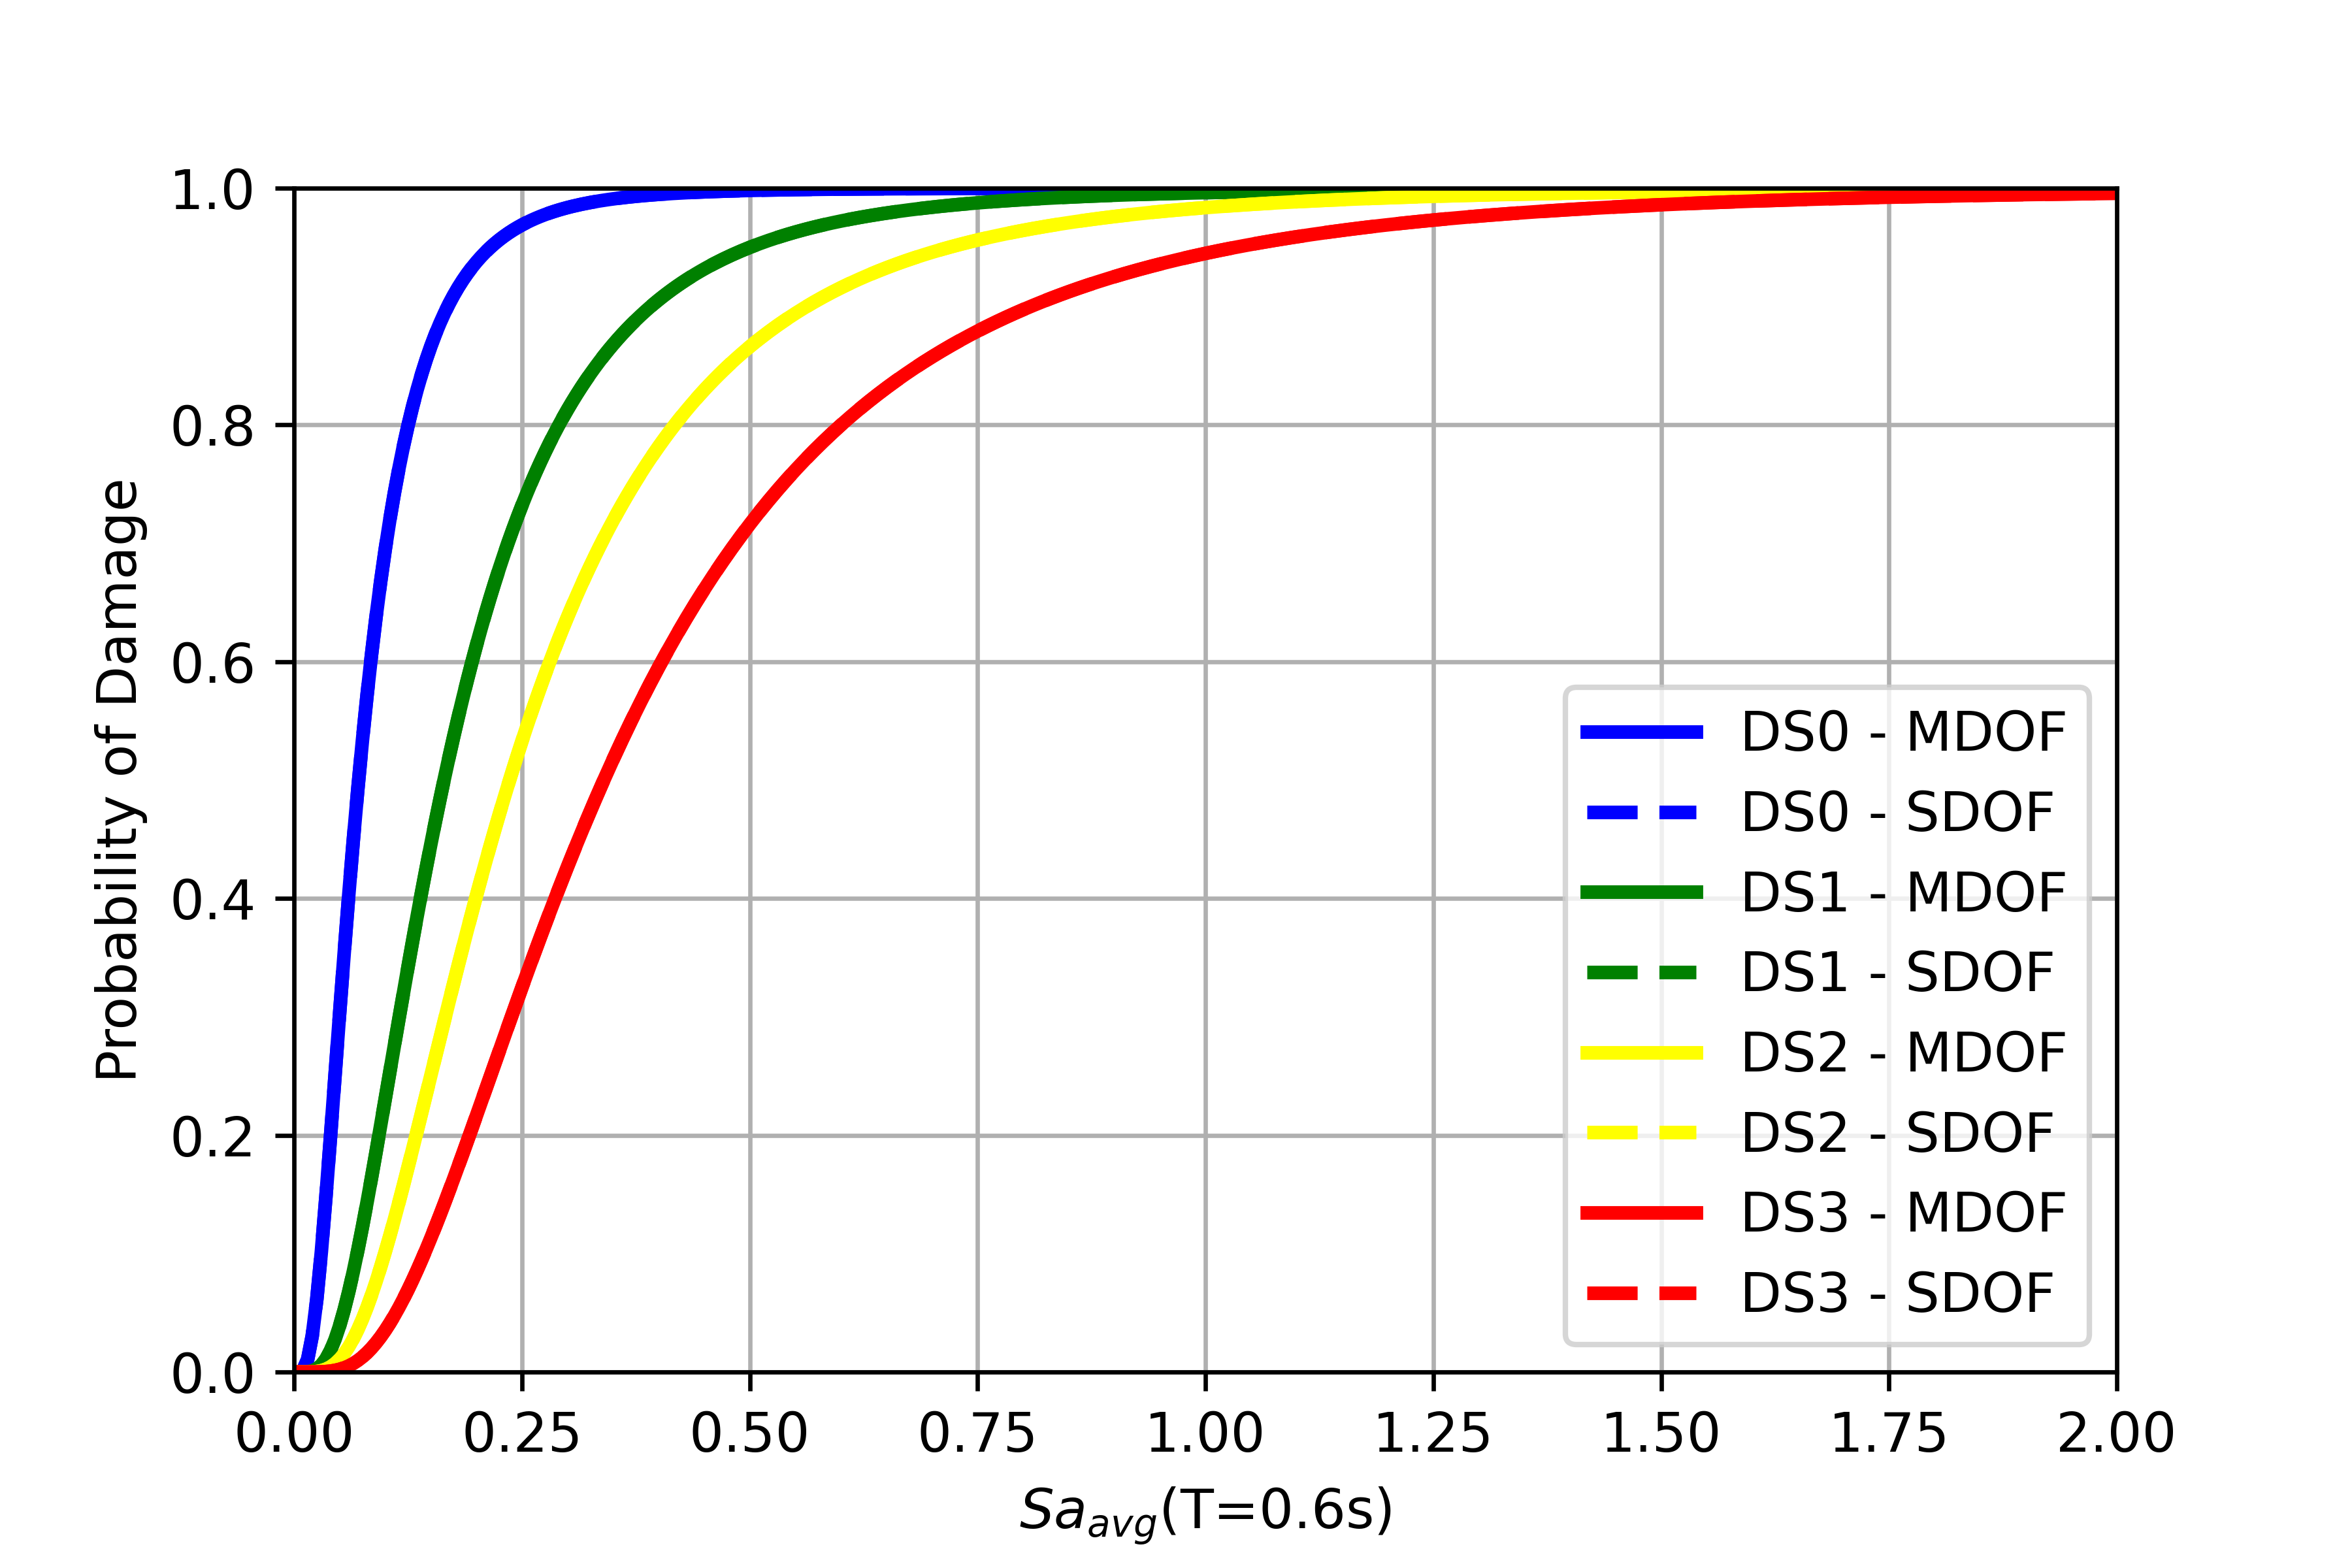 1.0
0.8
0.6
0.4
0.2
0.0
Probability of Damage
DS0 - MDOF
DS0 - SDOF
DS1 - MDOF
DS1 - SDOF
DS2 - MDOF
DS2 - SDOF
DS3 - MDOF
DS3 - SDOF
0.00 0.25 0.50 0.75 1.00 1.25 1.50 1.75 2.00
Sa_avg(T=0.6s)